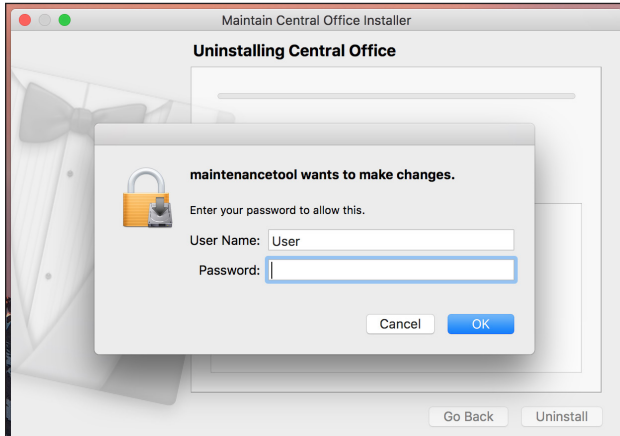 Maintain Central Office Installer
Uninstalling Central Office
maintenancetool wants to make changes.
Enter your password to allow this.
User Name: User
Password:
Cancel OK
Go Back Uninstall